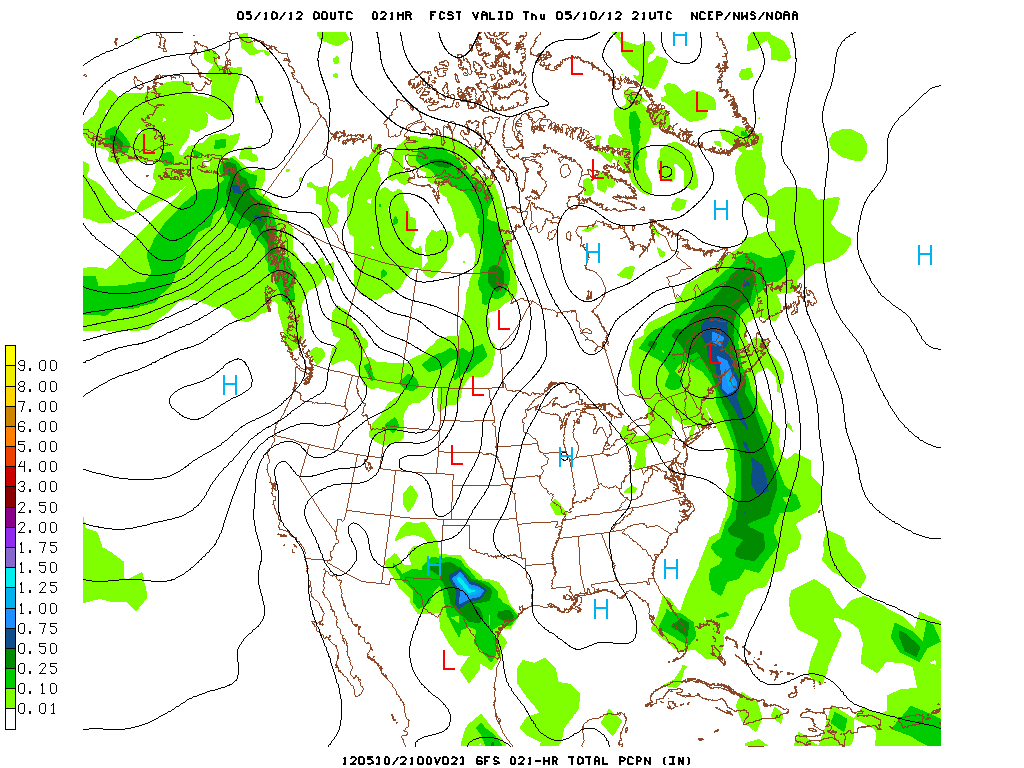 05/10/12 00UTC 021HR FCST VALID Thu 05/10/12 21UTC NCEP/NWS/NOAA
L H
L
L
L
L L
H
L
H H H
L
L
H L
L H
H H
H
L
9.00
8.00
7.00
6.00
5.00
4.00
3.00
2.50
2.00
1.75
1.50
1.25
1.00
0.75
0.50
0.25
0.10
0.01
120510/2100V021 GFS 021-HR TOTAL PCPN (IN)